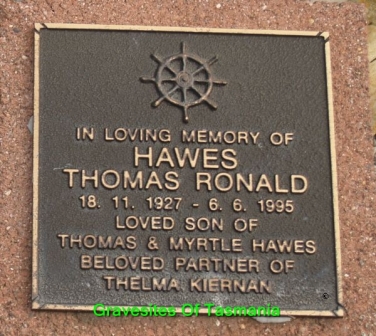 IN LOVING MEMORY OF
HAWES
THOMAS RONALD
18. 11. 1927 - 6. 6. 1995
LOVED SON OF
THOMAS & MYRTLE HAWES
BELOVED PARTNER OF
THELMA KIERNAN
Gravesites Of Tasmania